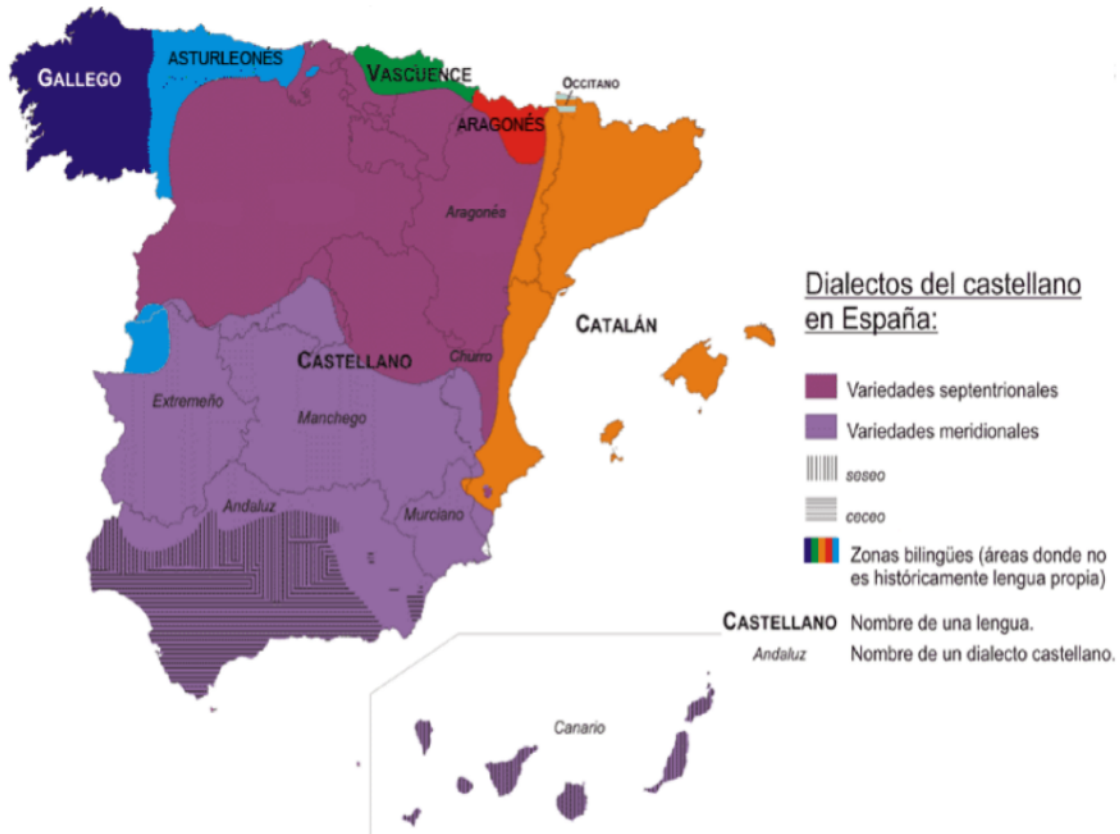 GALLEGO
ASTURLEONÉS
VASCUENCE
OCCITANO
ARAGONÉS
Aragonés
CATALÁN
Churro
CASTELLANO
Extremeño
Manchego
Andaluz
Murciano
Canario
Dialectos del castellano
en España:
Variedades septentrionales
Variedades meridionales
seseo
ceceo
Zonas bilingües (áreas donde no
es históricamente lengua propia)
CASTELLANO Nombre de una lengua.
Andaluz Nombre de un dialecto castellano.